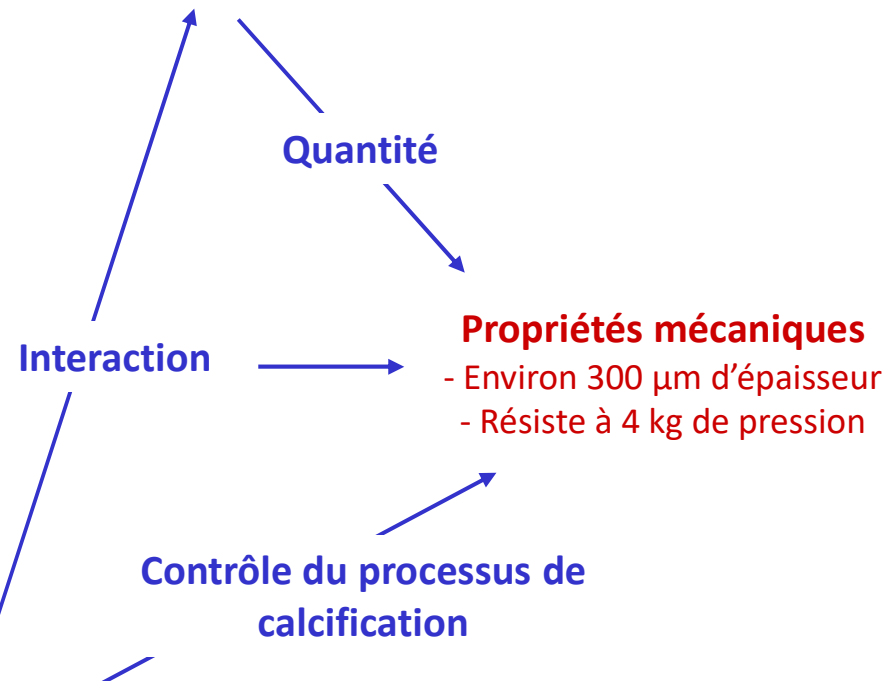 Quantité
Propriétés mécaniques
Interaction
- Environ 300 µm d’épaisseur
- Résiste à 4 kg de pression
Contrôle du processus de
calcification